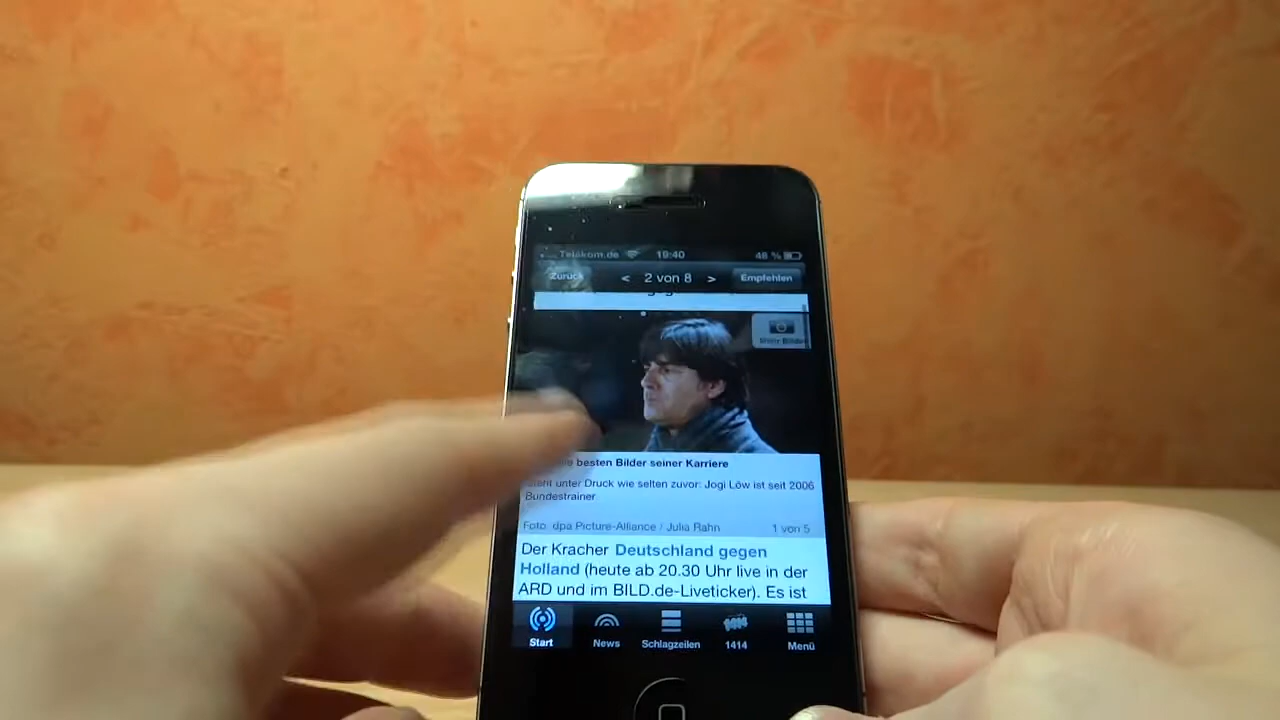 Telekom.de 19:40 48 %
Zurück < 2 von 8 > Empfehlen
Mehr Bilder
besten Bilder seiner Karriere
steht unter Druck wie selten zuvor: Jogi Löw ist seit 2006
Bundestrainer
Foto: dpa Picture-Alliance / Julia Rahn 1 von 5
Der Kracher Deutschland gegen
Holland (heute ab 20.30 Uhr live in der
ARD und im BILD.de-Liveticker). Es ist
Start News Schlagzeilen 1414 Menü